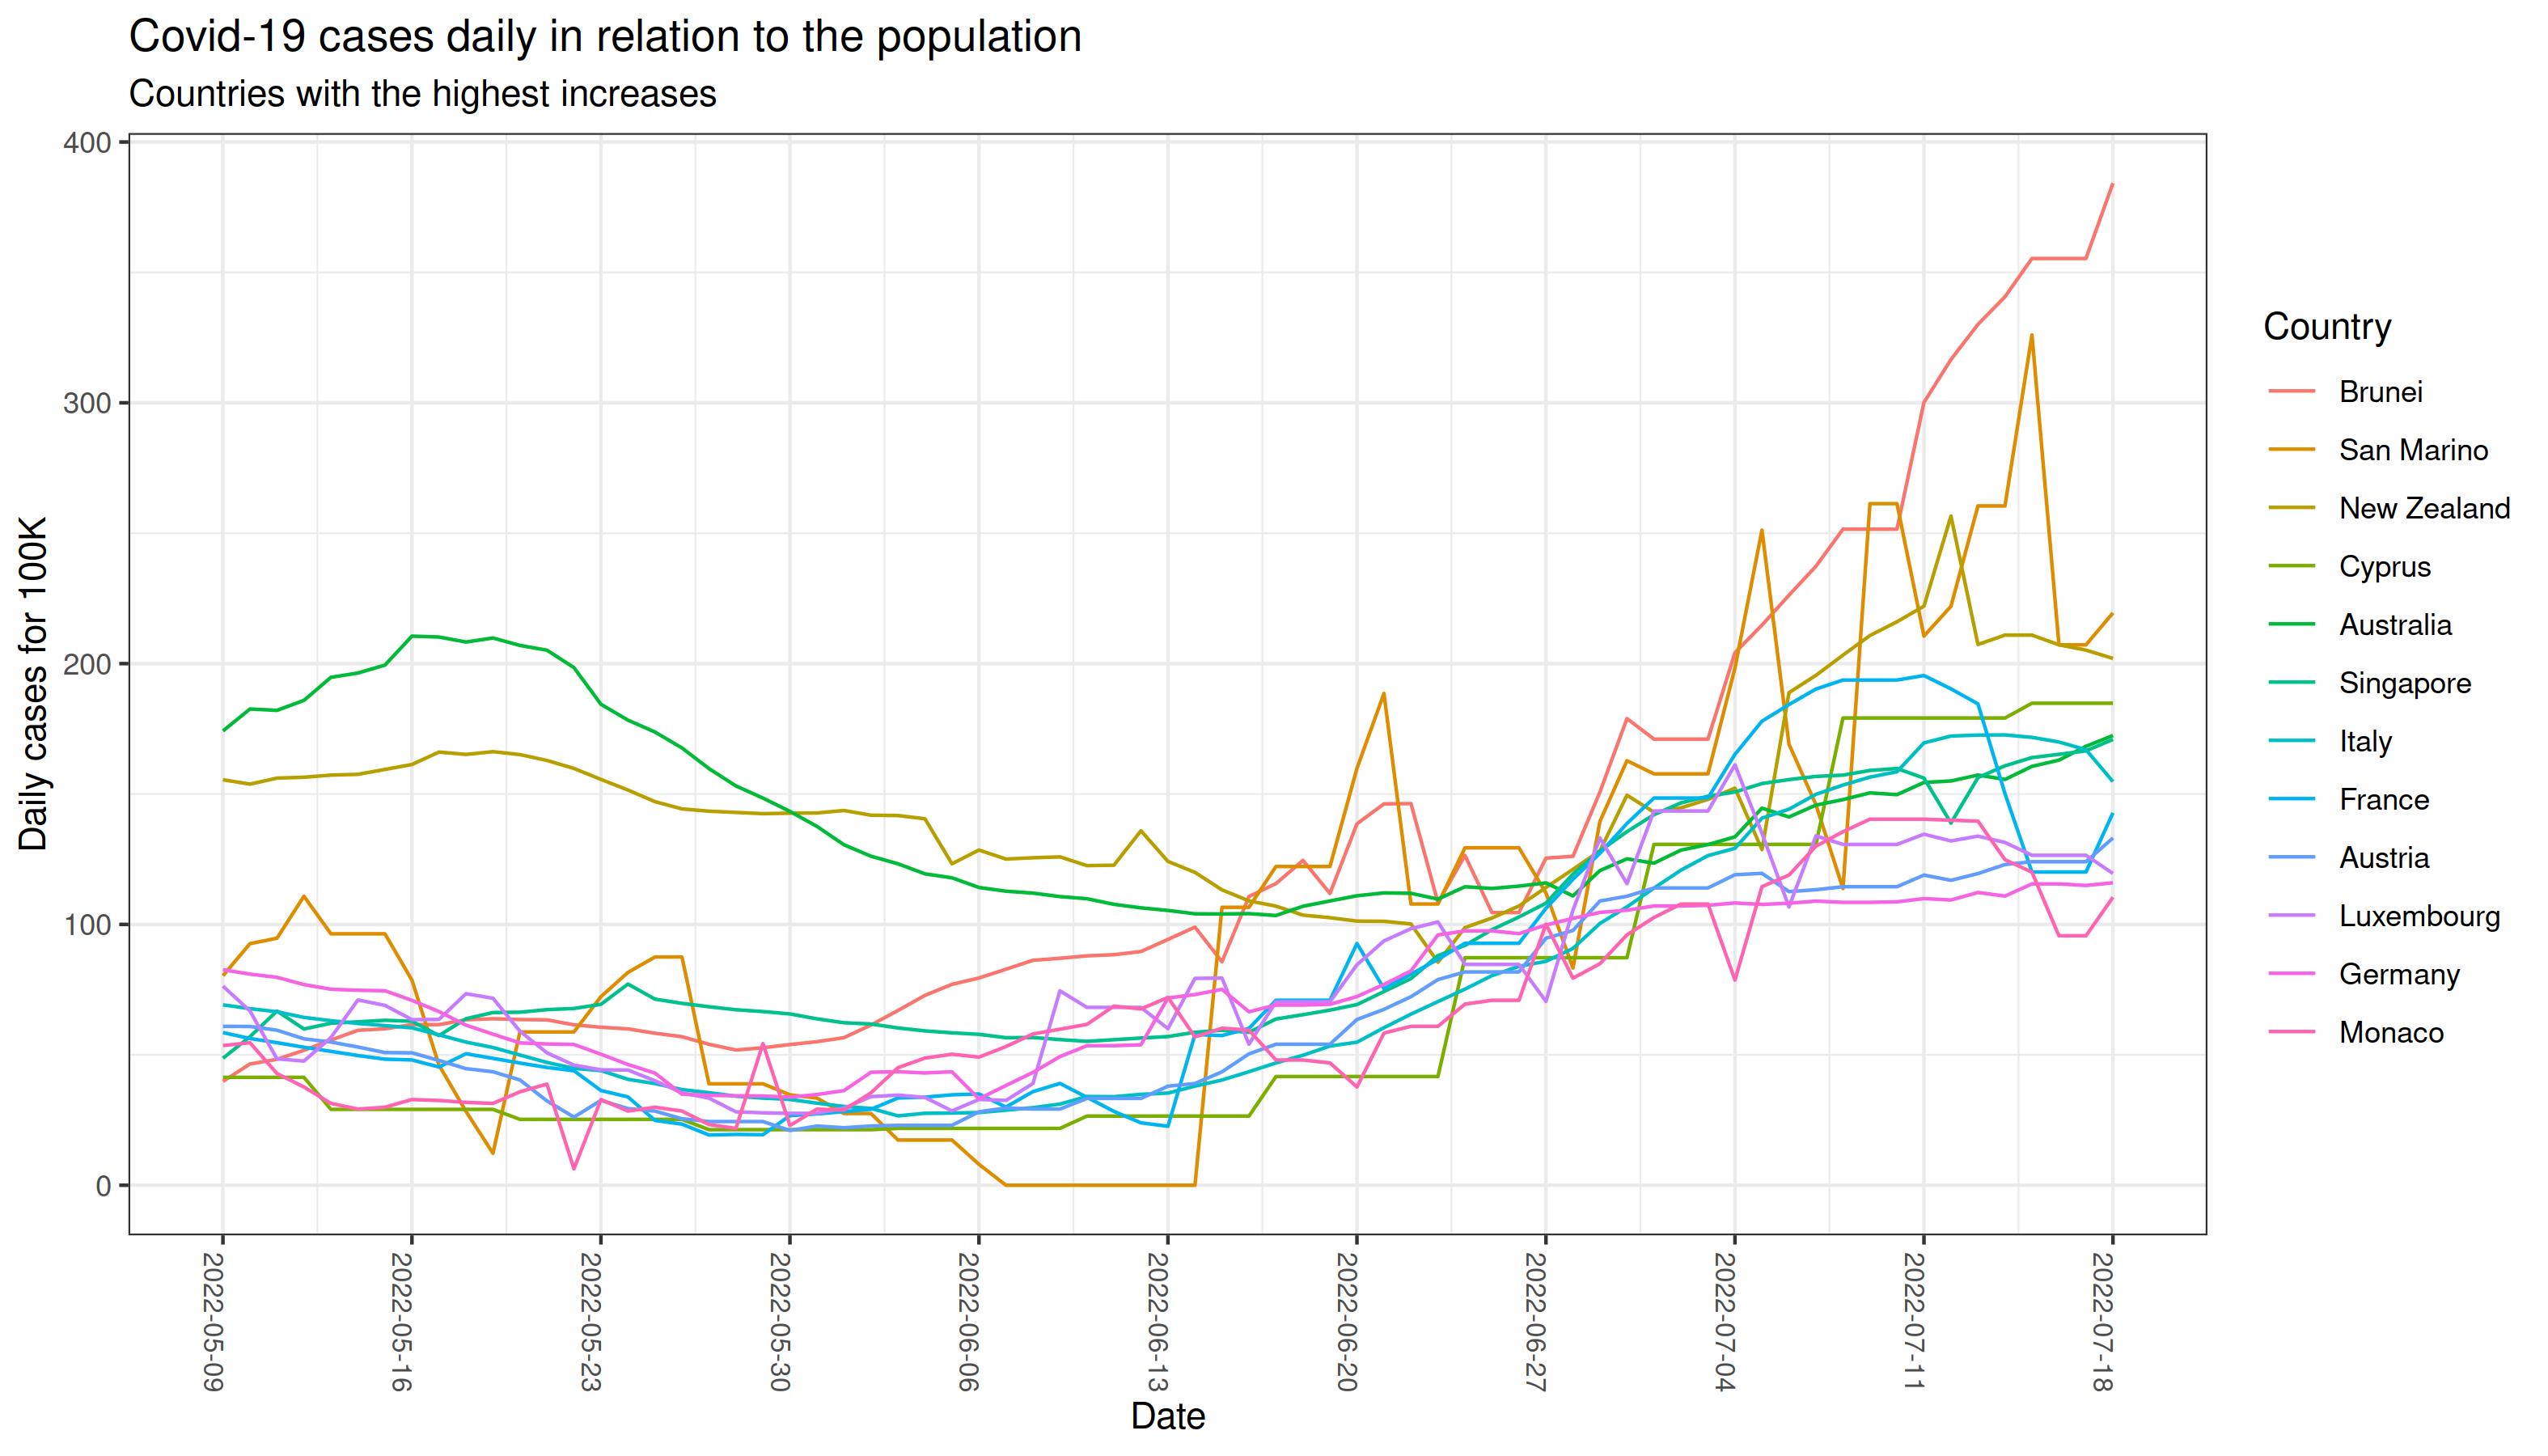 Covid-19 cases daily in relation to the population
Countries with the highest increases
Daily cases for 100K
400
300
200
100
0
2022-05-09
2022-05-16
2022-05-23
2022-05-30
2022-06-06
2022-06-13
2022-06-20
2022-06-27
2022-07-04
2022-07-11
2022-07-18
Date
Country
Brunei
San Marino
New Zealand
Cyprus
Australia
Singapore
Italy
France
Austria
Luxembourg
Germany
Monaco